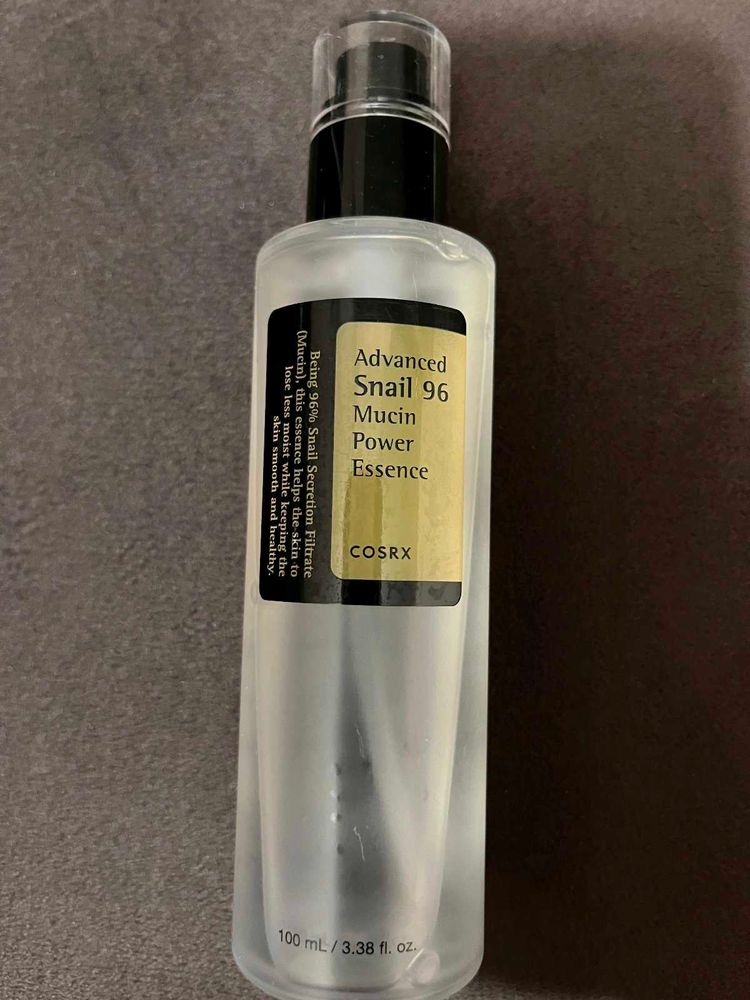 Advanced
Snail 96
Mucin
Power
Essence
COSRX
Being 96% Snail Secretion Filtrate
(Mucin), this essence helps the skin to
lose less moist while keeping the
skin smooth and healthy.
100 mL / 3.38 fl. oz.